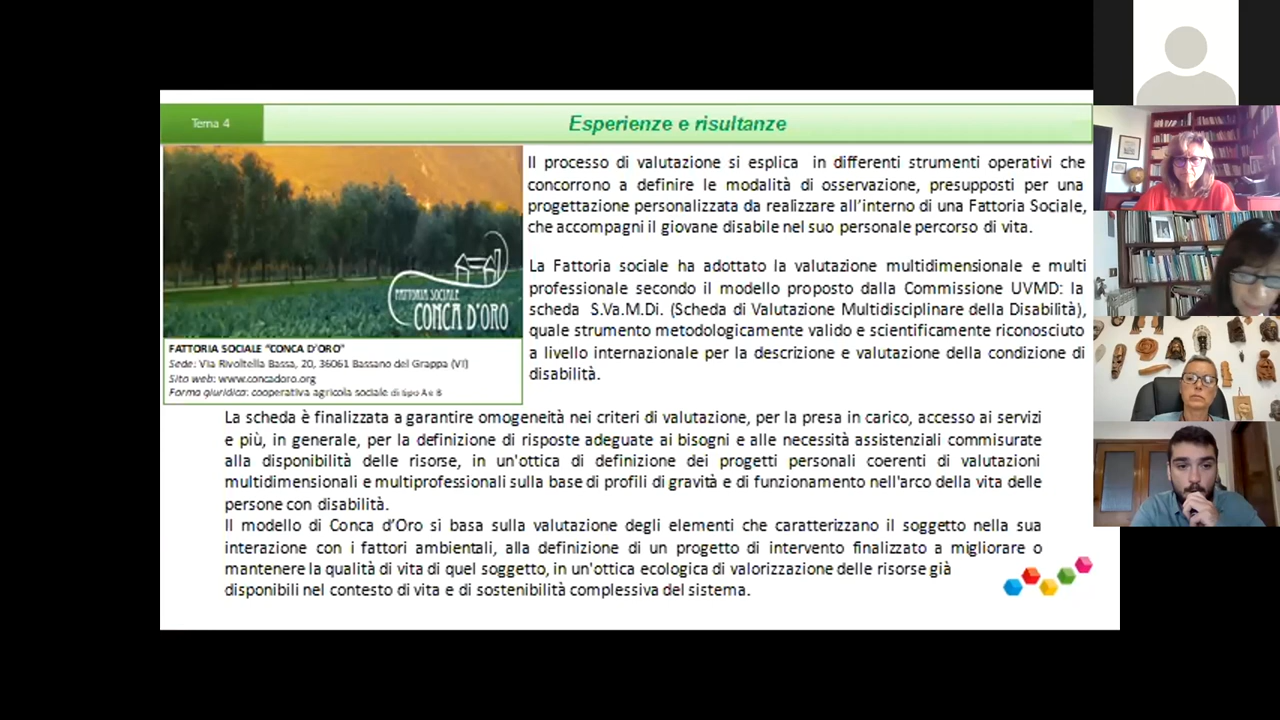 Tema 4
Esperienze e risultanze
Il processo di valutazione si esplica in differenti strumenti operativi che
concorrono a definire le modalità di osservazione, presupposti per una
progettazione personalizzata da realizzare all'interno di una Fattoria Sociale,
che accompagni il giovane disabile nel suo personale percorso di vita.
La Fattoria sociale ha adottato la valutazione multidimensionale e multi
professionale secondo il modello proposto dalla Commissione UVMD: la
scheda S.Va.M.Di. (Scheda di Valutazione Multidisciplinare della Disabilità),
quale strumento metodologicamente valido e scientificamente riconosciuto
a livello internazionale per la descrizione e valutazione della condizione di
disabilità.
FATTORIA SOCIALE
CONCA D'ORO
FATTORIA SOCIALE "CONCA D'ORO"
Sede: Via Rivoltella Bassa, 20, 36061 Bassano del Grappa (VI)
Sito web: www.concadoro.org
Forma giuridica: cooperativa agricola sociale di tipo A e B
La scheda è finalizzata a garantire omogeneità nei criteri di valutazione, per la presa in carico, accesso ai servizi
e più, in generale, per la definizione di risposte adeguate ai bisogni e alle necessità assistenziali commisurate
alla disponibilità delle risorse, in un'ottica di definizione dei progetti personali coerenti di valutazioni
multidimensionali e multiprofessionali sulla base di profili di gravità e di funzionamento nell'arco della vita delle
persone con disabilità.
Il modello di Conca d'Oro si basa sulla valutazione degli elementi che caratterizzano il soggetto nella sua
interazione con i fattori ambientali, alla definizione di un progetto di intervento finalizzato a migliorare o
mantenere la qualità di vita di quel soggetto, in un'ottica ecologica di valorizzazione delle risorse già
disponibili nel contesto di vita e di sostenibilità complessiva del sistema.